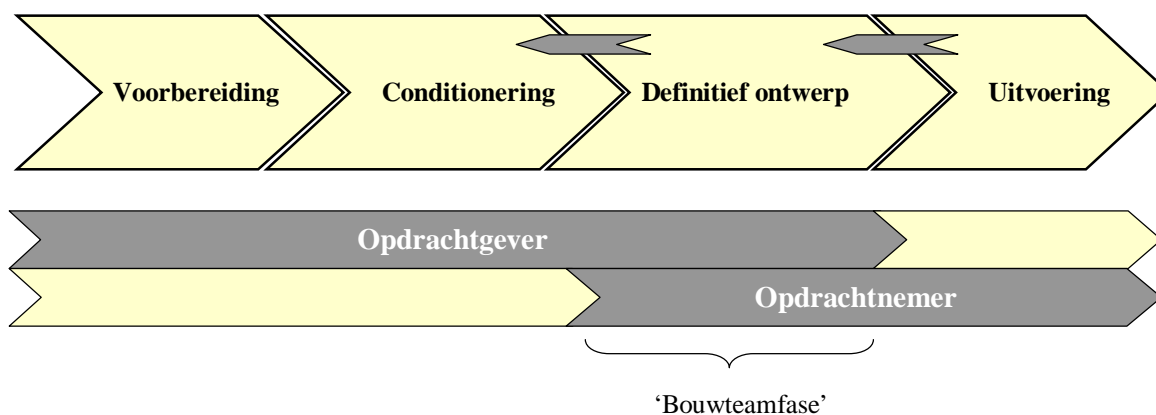 Voorbereiding Conditionering Definitief ontwerp Uitvoering
Opdrachtgever
Opdrachtnemer
‘Bouwteamfase’